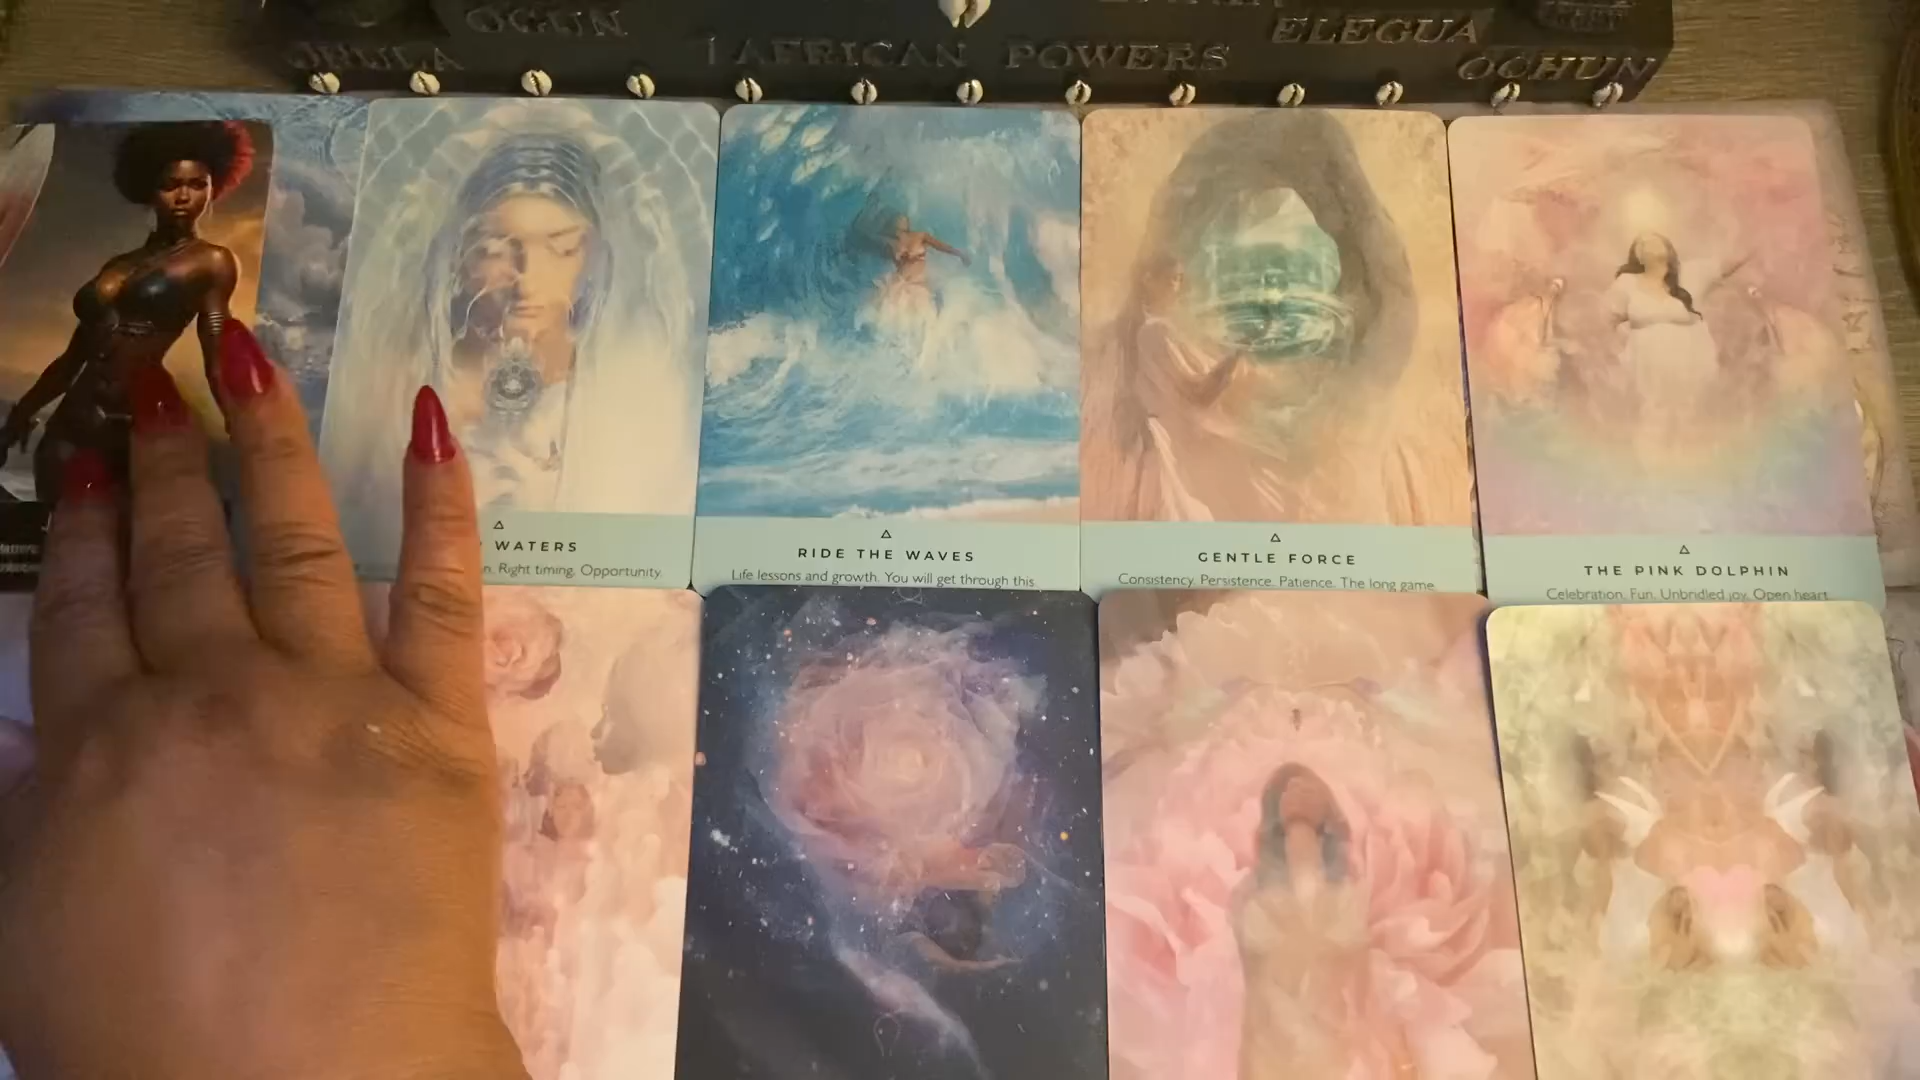 OGUN
ELEGUA
ORULA
7 AFRICAN POWERS
OCHUN
WATERS
n. Right timing. Opportunity.
RIDE THE WAVES
Life lessons and growth. You will get through this.
GENTLE FORCE
Consistency. Persistence. Patience. The long game.
THE PINK DOLPHIN
Celebration. Fun. Unbridled joy. Open heart.